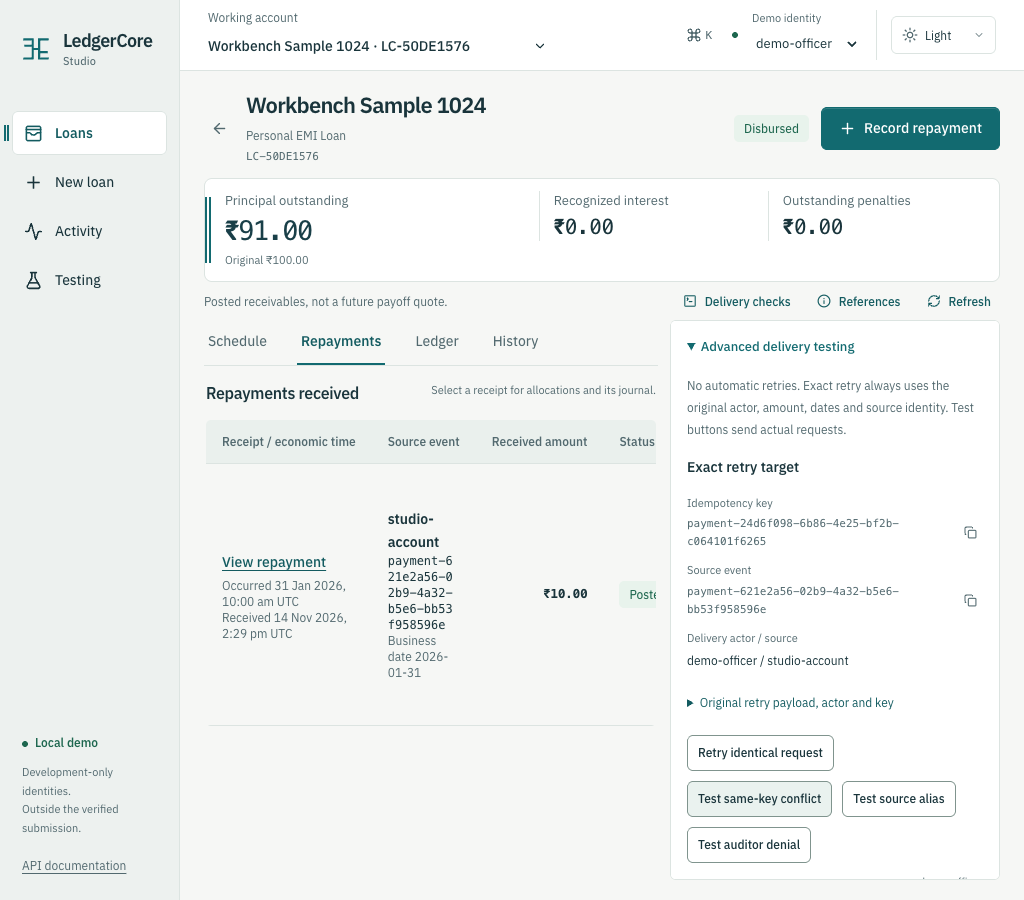 LedgerCore
Studio
Loans
New loan
Activity
Testing
Local demo
Development-only
identities.
Outside the verified
submission.
API documentation
Working account
Workbench Sample 1024 · LC-50DE1576
⌘ K
Demo identity
demo-officer
Light
Workbench Sample 1024
Personal EMI Loan
LC-50DE1576
Disbursed
Record repayment
Principal outstanding
₹91.00
Original ₹100.00
Recognized interest
₹0.00
Outstanding penalties
₹0.00
Posted receivables, not a future payoff quote.
Delivery checks
References
Refresh
Schedule
Repayments
Ledger
History
Repayments received
Select a receipt for allocations and its journal.
Receipt / economic time
Source event
Received amount
Status
View repayment
Occurred 31 Jan 2026,
10:00 am UTC
Received 14 Nov 2026,
2:29 pm UTC
studio-
account
payment-6
21e2a56-0
2b9-4a32-
b5e6-bb53
f958596e
Business
date 2026-
01-31
₹10.00
Poste
Advanced delivery testing
No automatic retries. Exact retry always uses the
original actor, amount, dates and source identity. Test
buttons send actual requests.
Exact retry target
Idempotency key
payment-24d6f098-6b86-4e25-bf2b-
c064101f6265
Source event
payment-621e2a56-02b9-4a32-b5e6-
bb53f958596e
Delivery actor / source
demo-officer / studio-account
Original retry payload, actor and key
Retry identical request
Test same-key conflict
Test source alias
Test auditor denial